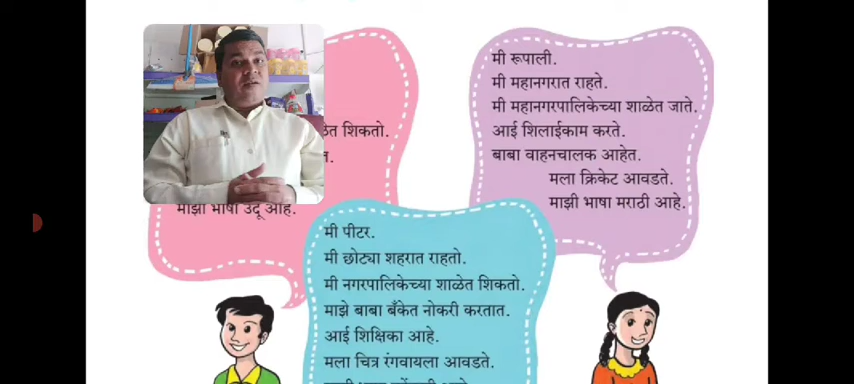 ठेत शिकतो.
त.
माझी भाषा उर्दू आहे.
मी रूपाली.
मी महानगरात राहते.
मी महानगरपालिकेच्या शाळेत जाते.
आई शिलाईकाम करते.
बाबा वाहनचालक आहेत.
मला क्रिकेट आवडते.
माझी भाषा मराठी आहे.
मी पीटर.
मी छोट्या शहरात राहतो.
मी नगरपालिकेच्या शाळेत शिकतो.
माझे बाबा बँकेत नोकरी करतात.
आई शिक्षिका आहे.
मला चित्र रंगवायला आवडते.